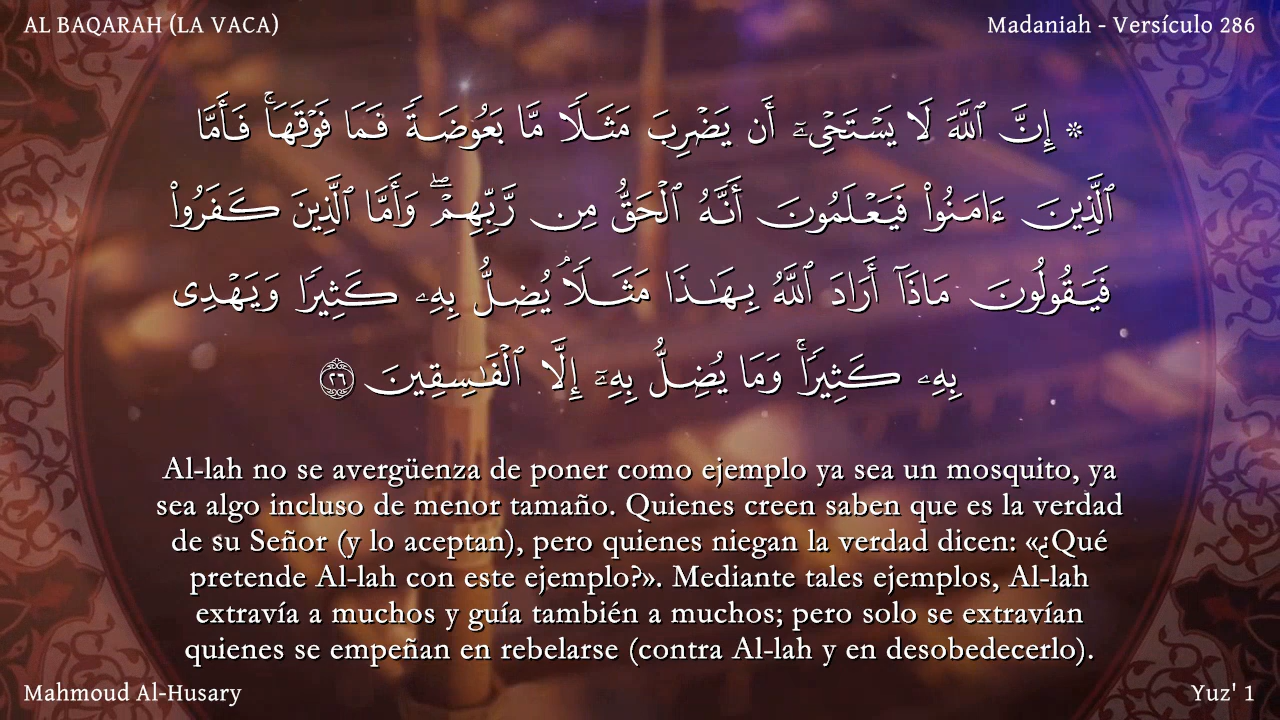 AL BAQARAH (LA VACA)
Madaniah - Versículo 286
۞ إِنَّ ٱللَّهَ لَا يَسْتَحْىِۦٓ أَن يَضْرِبَ مَثَلًا مَّا بَعُوضَةً فَمَا فَوْقَهَا ۚ فَأَمَّا
ٱلَّذِينَ ءَامَنُوا۟ فَيَعْلَمُونَ أَنَّهُ ٱلْحَقُّ مِن رَّبِّهِمْ ۖ وَأَمَّا ٱلَّذِينَ كَفَرُوا۟
فَيَقُولُونَ مَاذَآ أَرَادَ ٱللَّهُ بِهَـٰذَا مَثَلًا ۘ يُضِلُّ بِهِۦ كَثِيرًا وَيَهْدِى
بِهِۦ كَثِيرًا ۚ وَمَا يُضِلُّ بِهِۦٓ إِلَّا ٱلْفَـٰسِقِينَ ٢٦
Al-lah no se avergüenza de poner como ejemplo ya sea un mosquito, ya
sea algo incluso de menor tamaño. Quienes creen saben que es la verdad
de su Señor (y lo aceptan), pero quienes niegan la verdad dicen: «¿Qué
pretende Al-lah con este ejemplo?». Mediante tales ejemplos, Al-lah
extravía a muchos y guía también a muchos; pero solo se extravían
quienes se empeñan en rebelarse (contra Al-lah y en desobedecerlo).
Mahmoud Al-Husary
Yuz' 1